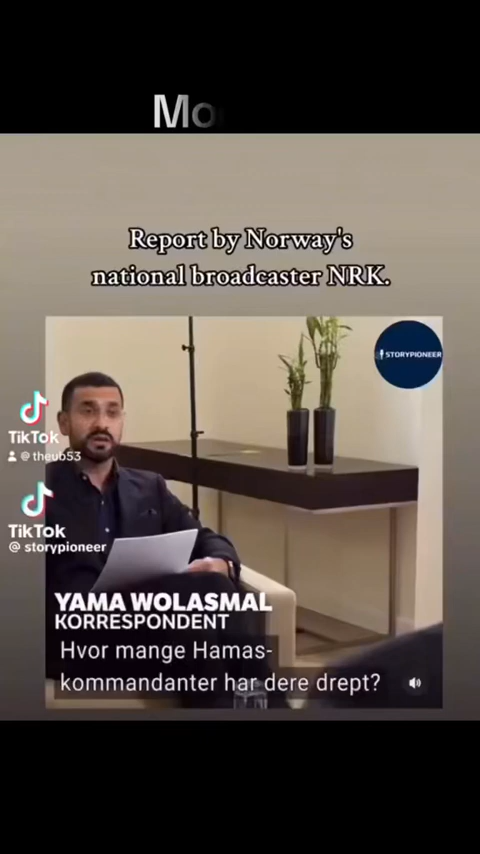 Mo
Report by Norway's
national broadcaster NRK.
STORYPIONEER
TikTok
@theub53
TikTok
@ storypioneer
YAMA WOLASMAL
KORRESPONDENT
Hvor mange Hamas-
kommandanter har dere drept?